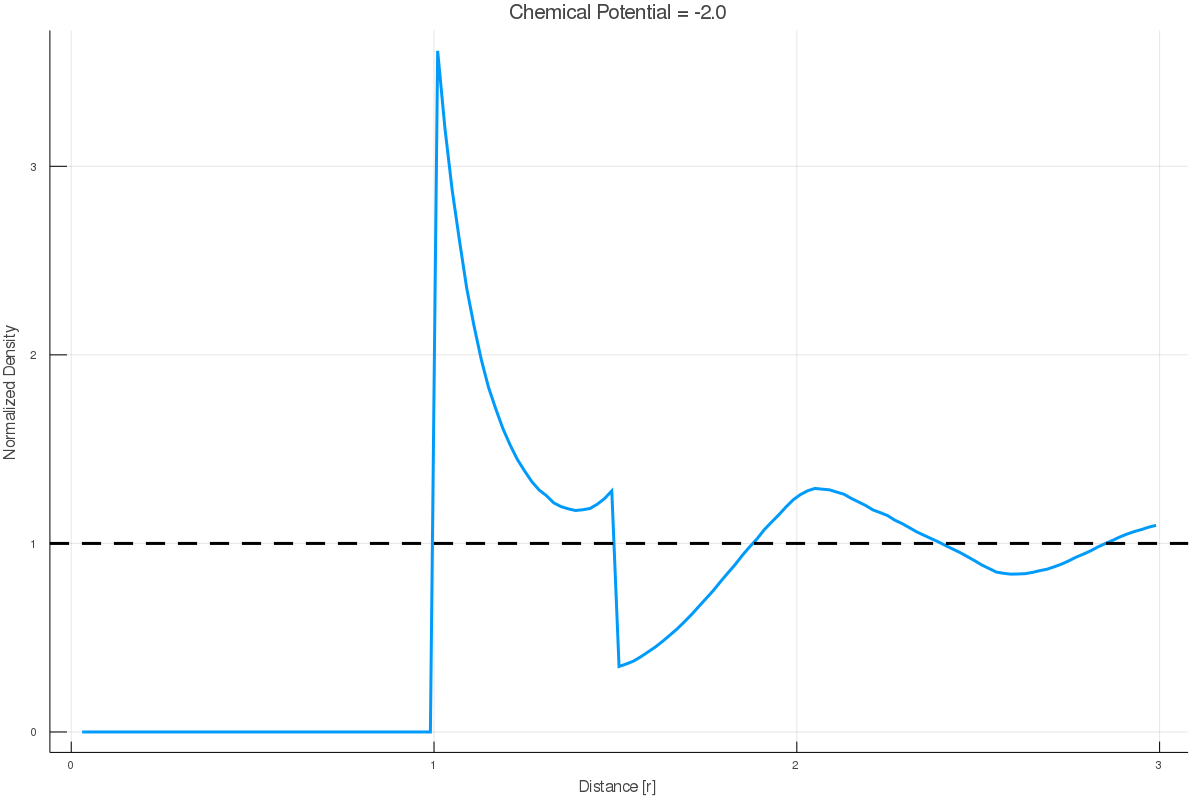 Chemical Potential = -2.0
Normalized Density
3
2
1
0
0 1 2 3
Distance [r]